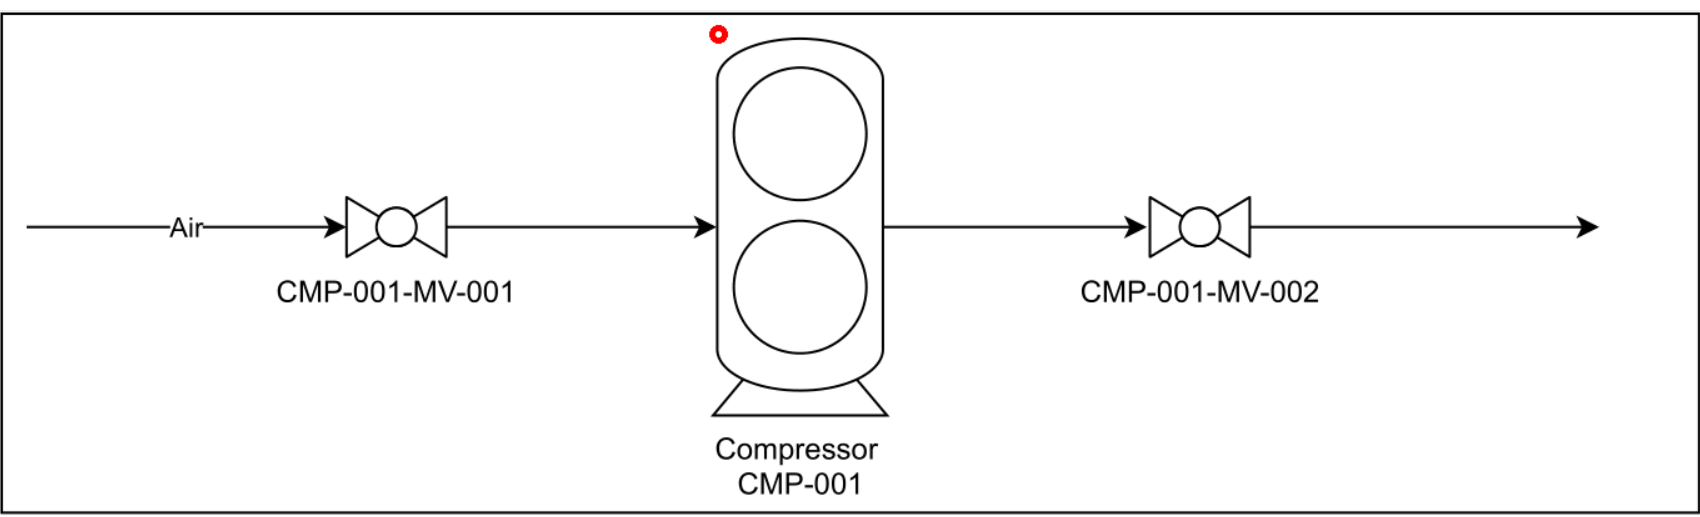 Air
CMP-001-MV-001
CMP-001-MV-002
Compressor
CMP-001